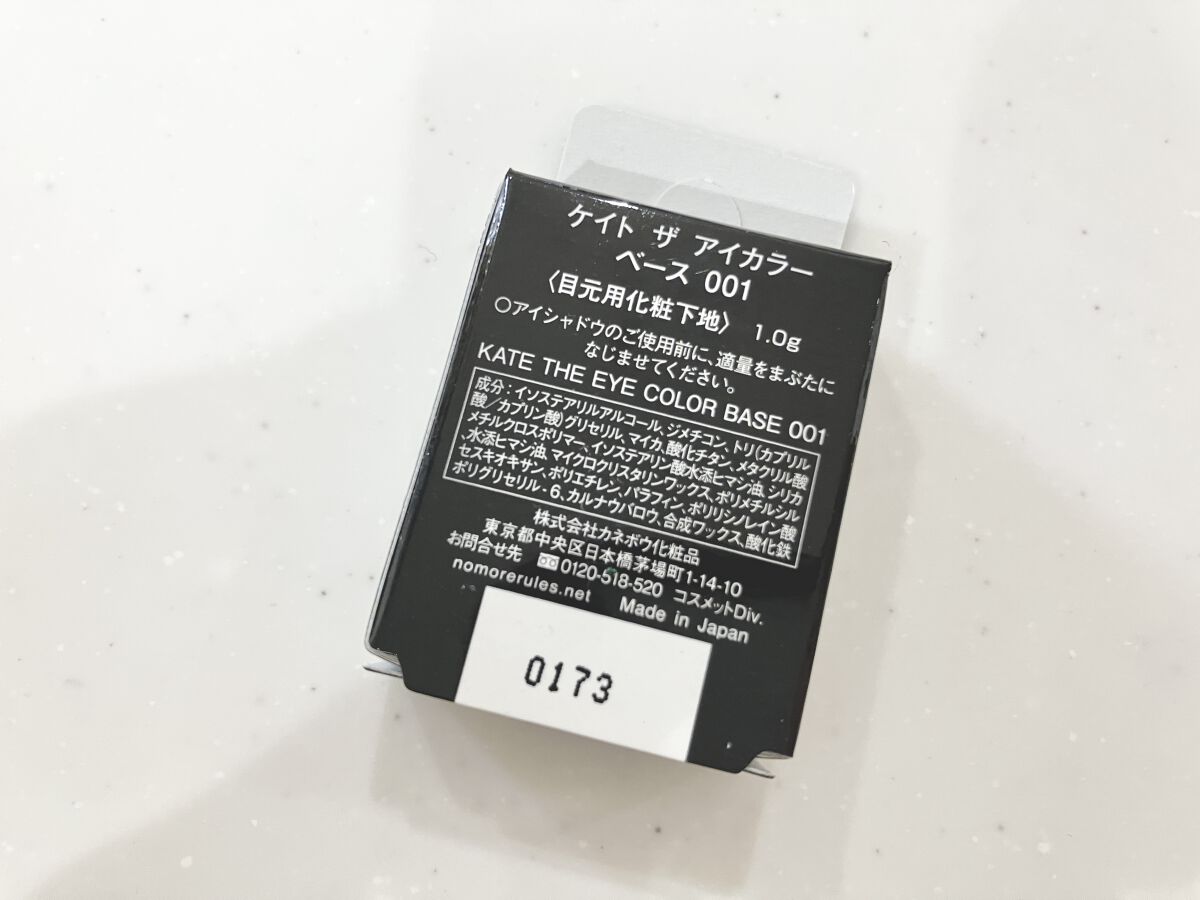 ケイト ザ アイカラー
ベース 001
〈目元用化粧下地〉 1.0g
○アイシャドウのご使用前に、適量をまぶたに
なじませてください。
KATE THE EYE COLOR BASE 001
成分：イソステアリルアルコール、ジメチコン、トリ(カプリル
酸／カプリン酸)グリセリル、マイカ、酸化チタン、メタクリル酸
メチルクロスポリマー、イソステアリン酸水添ヒマシ油、シリカ
、水添ヒマシ油、マイクロクリスタリンワックス、ポリメチルシル
セスキオキサン、ポリエチレン、パラフィン、ポリリシノレイン酸
ポリグリセリル-6、カルナウバロウ、合成ワックス、酸化鉄
株式会社カネボウ化粧品
東京都中央区日本橋茅場町1-14-10
お問合せ先 0120-518-520 コスメットDiv.
nomorerules.net Made in Japan
0173